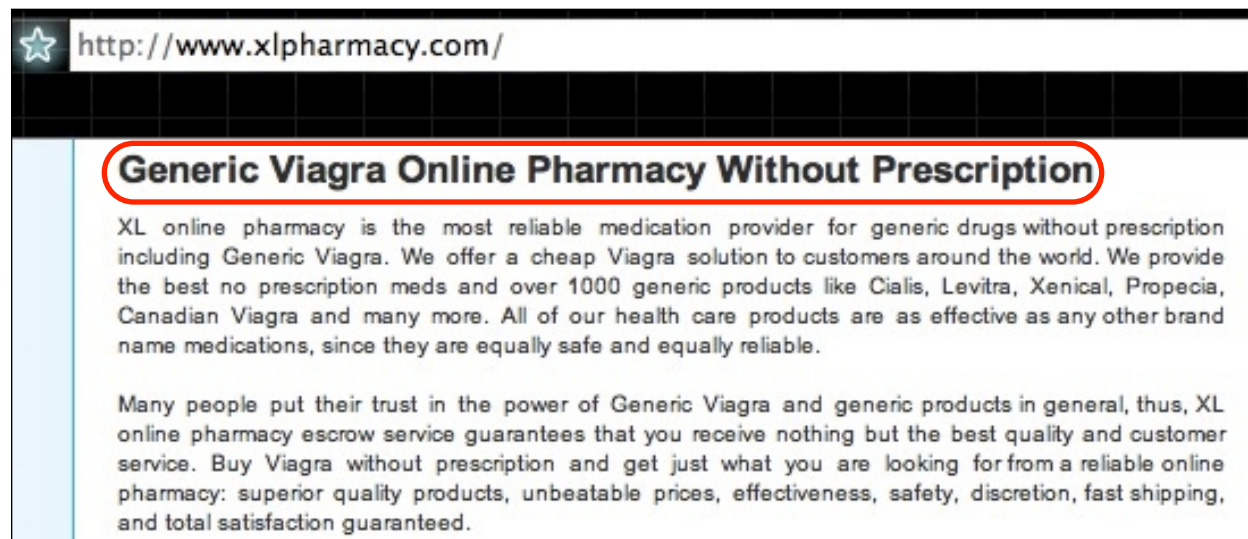 http://www.xlpharmacy.com/
Generic Viagra Online Pharmacy Without Prescription
XL online pharmacy is the most reliable medication provider for generic drugs without prescription
including Generic Viagra. We offer a cheap Viagra solution to customers around the world. We provide
the best no prescription meds and over 1000 generic products like Cialis, Levitra, Xenical, Propecia,
Canadian Viagra and many more. All of our health care products are as effective as any other brand
name medications, since they are equally safe and equally reliable.
Many people put their trust in the power of Generic Viagra and generic products in general, thus, XL
online pharmacy escrow service guarantees that you receive nothing but the best quality and customer
service. Buy Viagra without prescription and get just what you are looking for from a reliable online
pharmacy: superior quality products, unbeatable prices, effectiveness, safety, discretion, fast shipping,
and total satisfaction guaranteed.